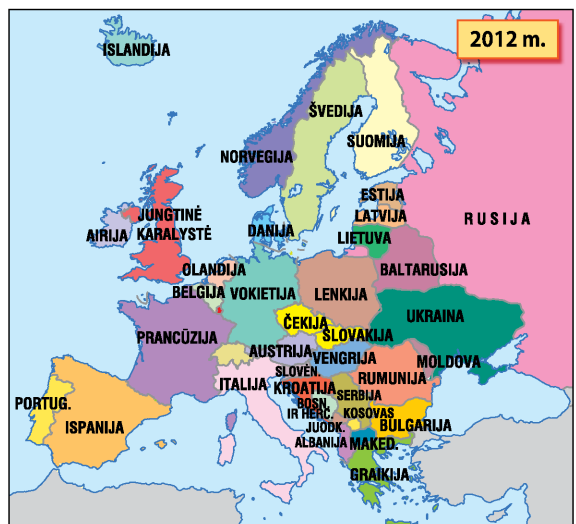 2012 m.
ISLANDIJA
ŠVEDIJA
SUOMIJA
NORVEGIJA
ESTIJA
LATVIJA
RUSIJA
JUNGTINĖ
KARALYSTĖ
AIRIJA
DANIJA
LIETUVA
BALTARUSIJA
OLANDIJA
BELGIJA
VOKIETIJA
LENKIJA
UKRAINA
ČEKIJA
SLOVAKIJA
PRANCŪZIJA
AUSTRIJA
VENGRIJA
MOLDOVA
SLOVĖN.
ITALIJA
KROATIJA
RUMUNIJA
SERBIJA
PORTUG.
BOSN.
IR HERC.
KOSOVAS
ISPANIJA
JUODK.
BULGARIJA
ALBANIJA
MAKED.
GRAIKIJA